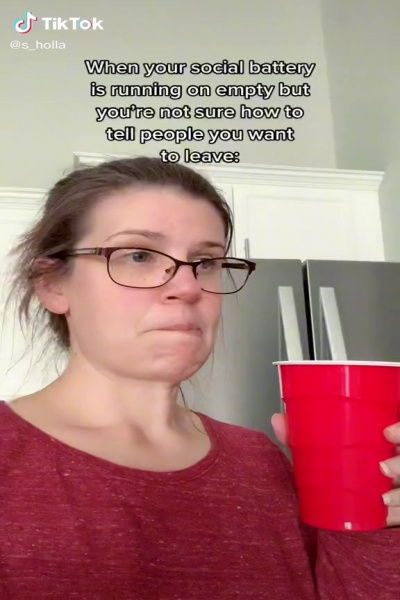 TikTok
@s_holla
When your social battery
is running on empty but
you're not sure how to
tell people you want
to leave: